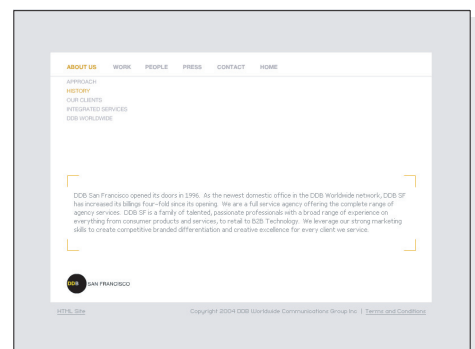 ABOUT US WORK PEOPLE PRESS CONTACT HOME
APPROACH
HISTORY
OUR CLIENTS
INTEGRATED SERVICES
DDB WORLDWIDE
DDB San Francisco opened its doors in 1996. As the newest domestic office in the DDB Worldwide network, DDB SF
has increased its billings four-fold since its opening. We are a full service agency offering the complete range of
agency services. DDB SF is a family of talented, passionate professionals with a broad range of experience on
everything from consumer products and services, to retail to B2B Technology. We leverage our strong marketing
skills to create competitive branded differentiation and creative excellence for every client we service.
DDB SAN FRANCISCO
HTML Site Copyright 2004 DDB Worldwide Communications Group Inc. | Terms and Conditions